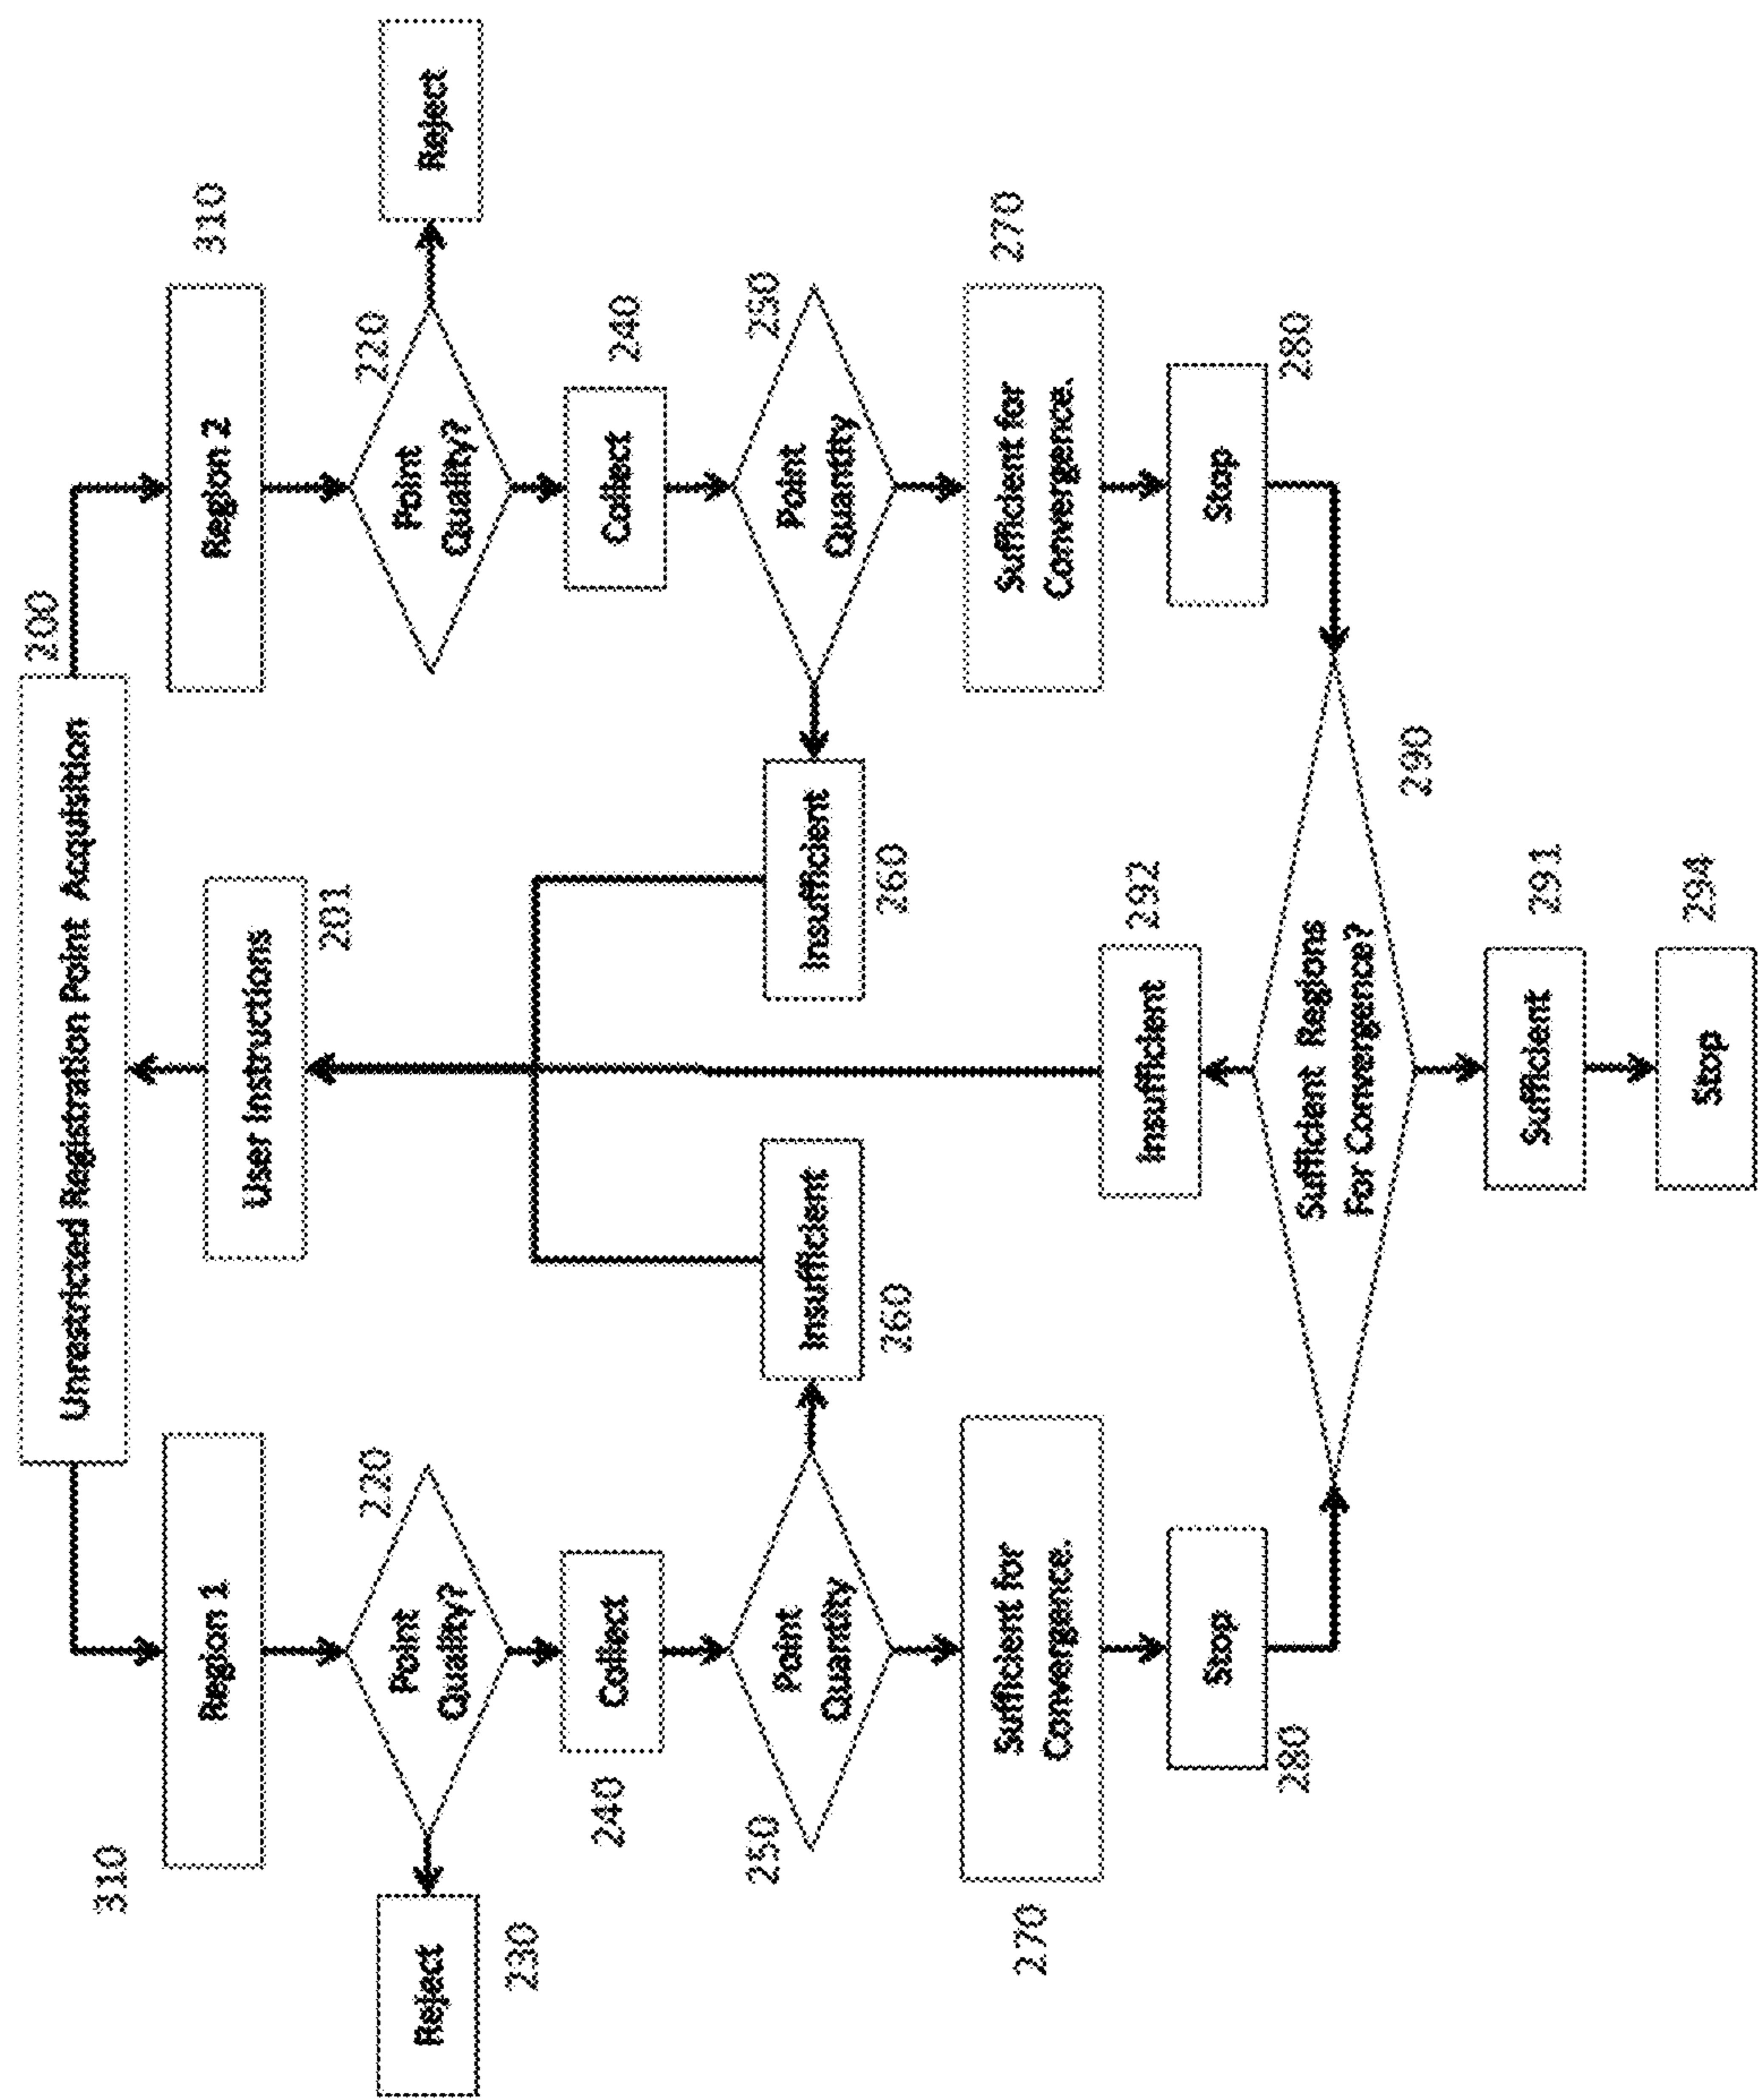 Unrestricted Registration Point Acquisition
200
310
Region 1
User Instructions
201
Region 2
310
220
Point
Quality?
Reject
230
220
Point
Quality?
Reject
240
Collect
Collect
240
250
Point
Quantity
Insufficient
260
Insufficient
260
250
Point
Quantity
270
Sufficient for
Convergence.
Sufficient for
Convergence.
270
Insufficient
292
280
Stop
Stop
280
Sufficient Regions
For Convergence?
290
Sufficient
291
Stop
294